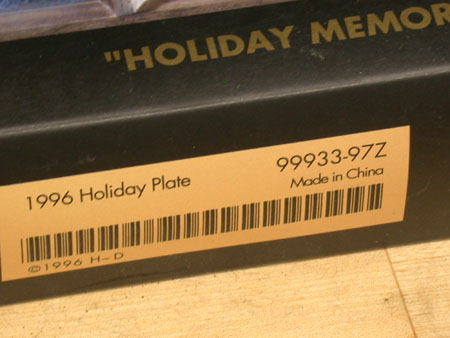 "HOLIDAY MEMOR
1996 Holiday Plate
99933-97Z
Made in China
©1996 H-D